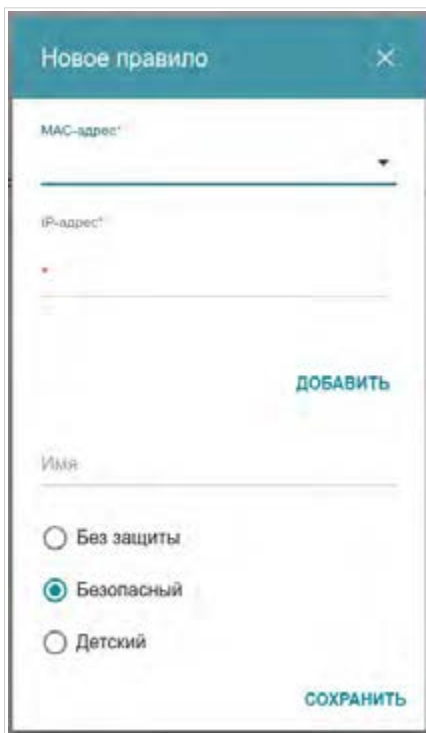 Новое правило
MAC-адрес*
IP-адрес*
*
ДОБАВИТЬ
Имя
Без защиты
Безопасный
Детский
СОХРАНИТЬ